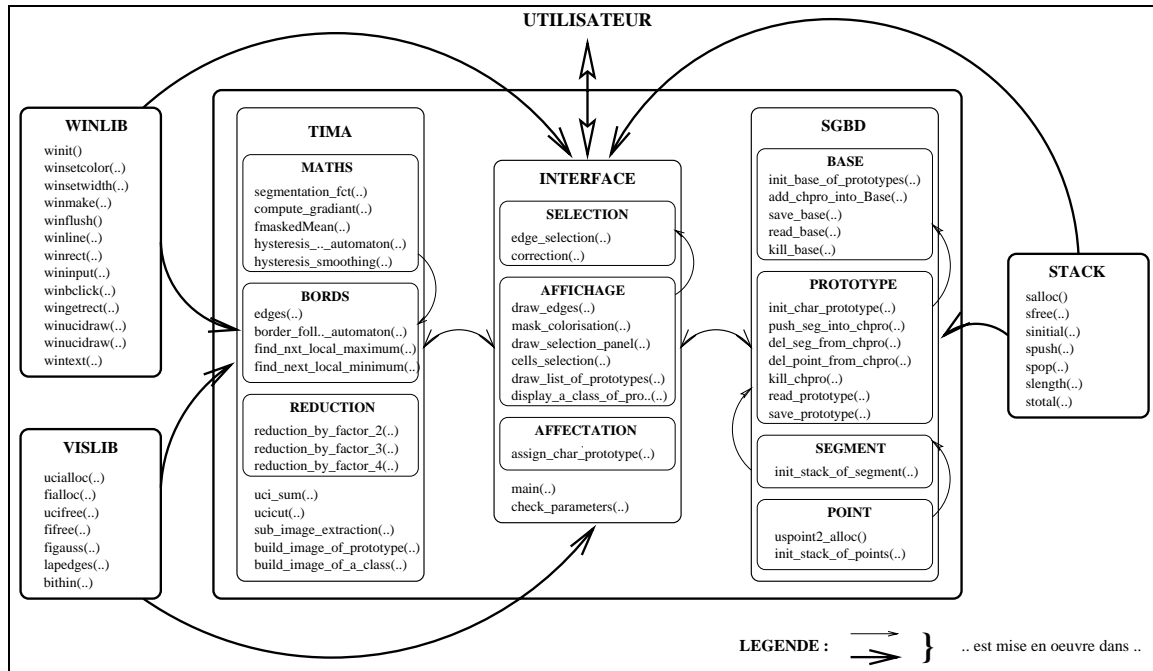 UTILISATEUR
WINLIB
winit()
winsetcolor(..)
winsetwidth(..)
winmake(..)
winflush()
winline(..)
winrect(..)
wininput(..)
winbclick(..)
wingetrect(..)
winucidraw(..)
winucidraw(..)
wintext(..)
VISLIB
ucialloc(..)
fialloc(..)
ucifree(..)
fifree(..)
figauss(..)
lapedges(..)
bithin(..)
TIMA
MATHS
segmentation_fct(..)
compute_gradiant(..)
fmaskedMean(..)
hysteresis_.._automaton(..)
hysteresis_smoothing(..)
BORDS
edges(..)
border_foll.._automaton(..)
find_nxt_local_maximum(..)
find_next_local_minimum(..)
REDUCTION
reduction_by_factor_2(..)
reduction_by_factor_3(..)
reduction_by_factor_4(..)
uci_sum(..)
ucicut(..)
sub_image_extraction(..)
build_image_of_prototype(..)
build_image_of_a_class(..)
INTERFACE
SELECTION
edge_selection(..)
correction(..)
AFFICHAGE
draw_edges(..)
mask_colorisation(..)
draw_selection_panel(..)
cells_selection(..)
draw_list_of_prototypes(..)
display_a_class_of_pro..(..)
AFFECTATION
assign_char_prototype(..)
main(..)
check_parameters(..)
SGBD
BASE
init_base_of_prototypes(..)
add_chpro_into_Base(..)
save_base(..)
read_base(..)
kill_base(..)
PROTOTYPE
init_char_prototype(..)
push_seg_into_chpro(..)
del_seg_from_chpro(..)
del_point_from_chpro(..)
kill_chpro(..)
read_prototype(..)
save_prototype(..)
SEGMENT
init_stack_of_segment(..)
POINT
uspoint2_alloc()
init_stack_of_points(..)
STACK
salloc()
sfree(..)
sinitial(..)
spush(..)
spop(..)
slength(..)
stotal(..)
LEGENDE : } .. est mise en oeuvre dans ..